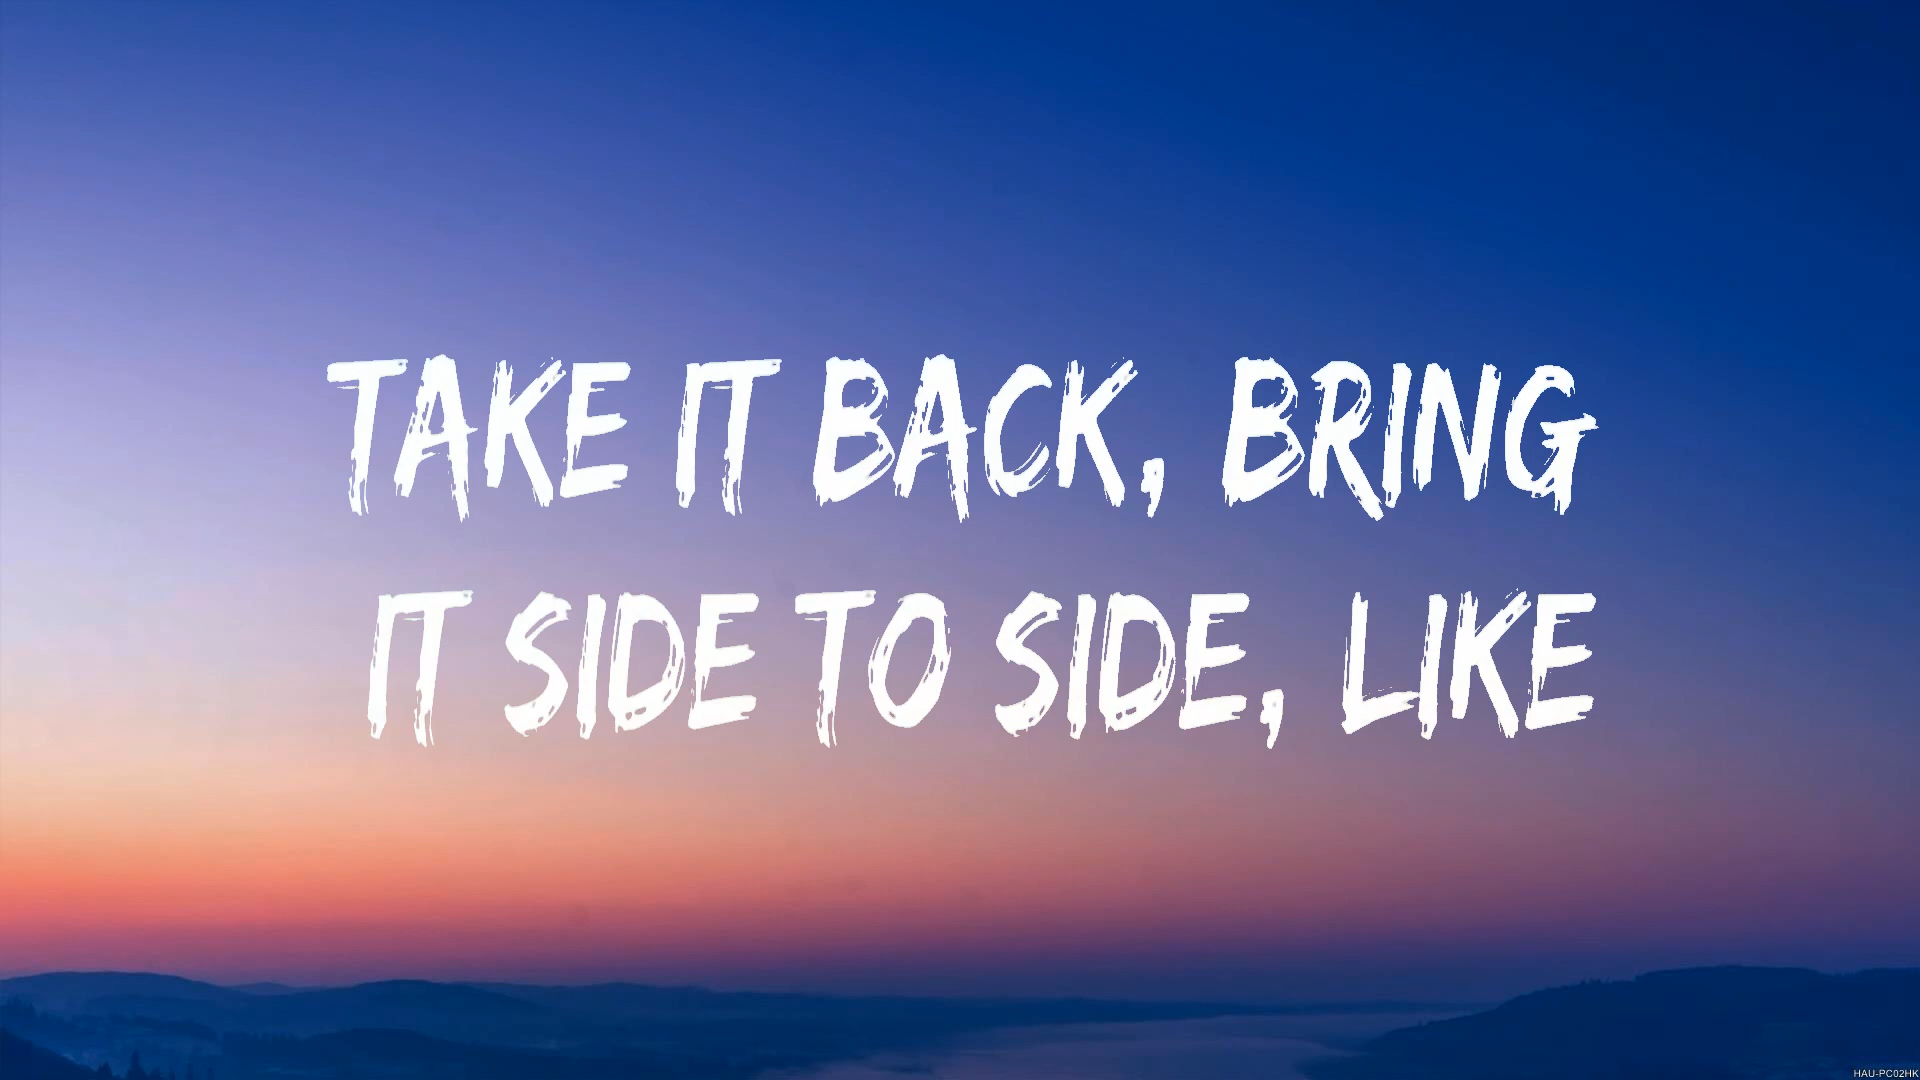 TAKE IT BACK, BRING
IT SIDE TO SIDE, LIKE
HAU-PC02HK